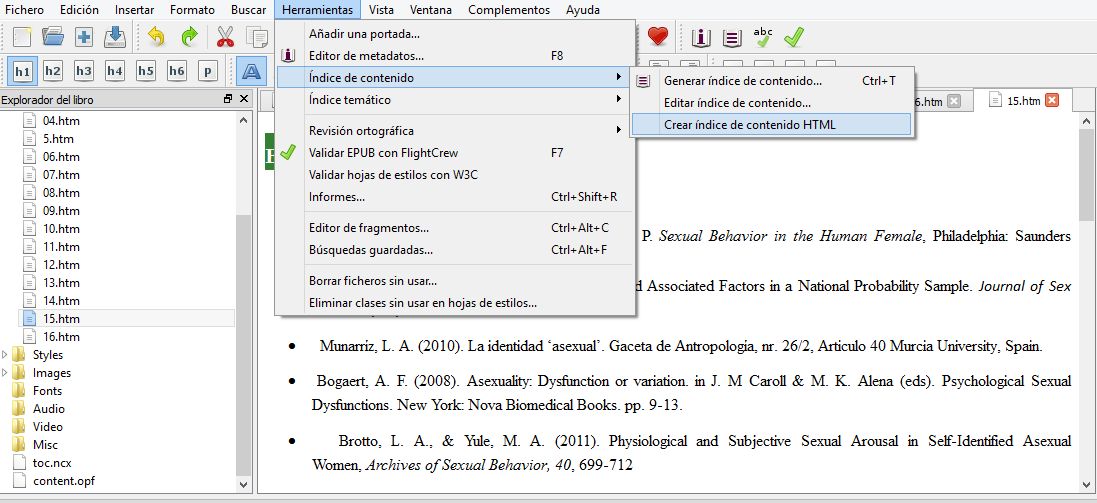 Fichero Edición Insertar Formato Buscar Herramientas Vista Ventana Complementos Ayuda
Añadir una portada...
Editor de metadatos... F8
Índice de contenido
Índice temático
Revisión ortográfica
Validar EPUB con FlightCrew F7
Validar hojas de estilos con W3C
Informes... Ctrl+Shift+R
Editor de fragmentos... Ctrl+Alt+C
Búsquedas guardadas... Ctrl+Alt+F
Borrar ficheros sin usar...
Eliminar clases sin usar en hojas de estilos...
Generar índice de contenido... Ctrl+T
Editar índice de contenido...
Crear índice de contenido HTML
abc
h1 h2 h3 h4 h5 h6 p A
Explorador del libro
04.htm
5.htm
06.htm
07.htm
08.htm
09.htm
10.htm
11.htm
12.htm
13.htm
14.htm
15.htm
16.htm
Styles
Images
Fonts
Audio
Video
Misc
toc.ncx
content.opf
6.htm 15.htm
P. Sexual Behavior in the Human Female, Philadelphia: Saunders
d Associated Factors in a National Probability Sample. Journal of Sex
• Munarriz, L. A. (2010). La identidad ‘asexual’. Gaceta de Antropologia, nr. 26/2, Articulo 40 Murcia University, Spain.
• Bogaert, A. F. (2008). Asexuality: Dysfunction or variation. in J. M Caroll & M. K. Alena (eds). Psychological Sexual
Dysfunctions. New York: Nova Biomedical Books. pp. 9-13.
• Brotto, L. A., & Yule, M. A. (2011). Physiological and Subjective Sexual Arousal in Self-Identified Asexual
Women, Archives of Sexual Behavior, 40, 699-712